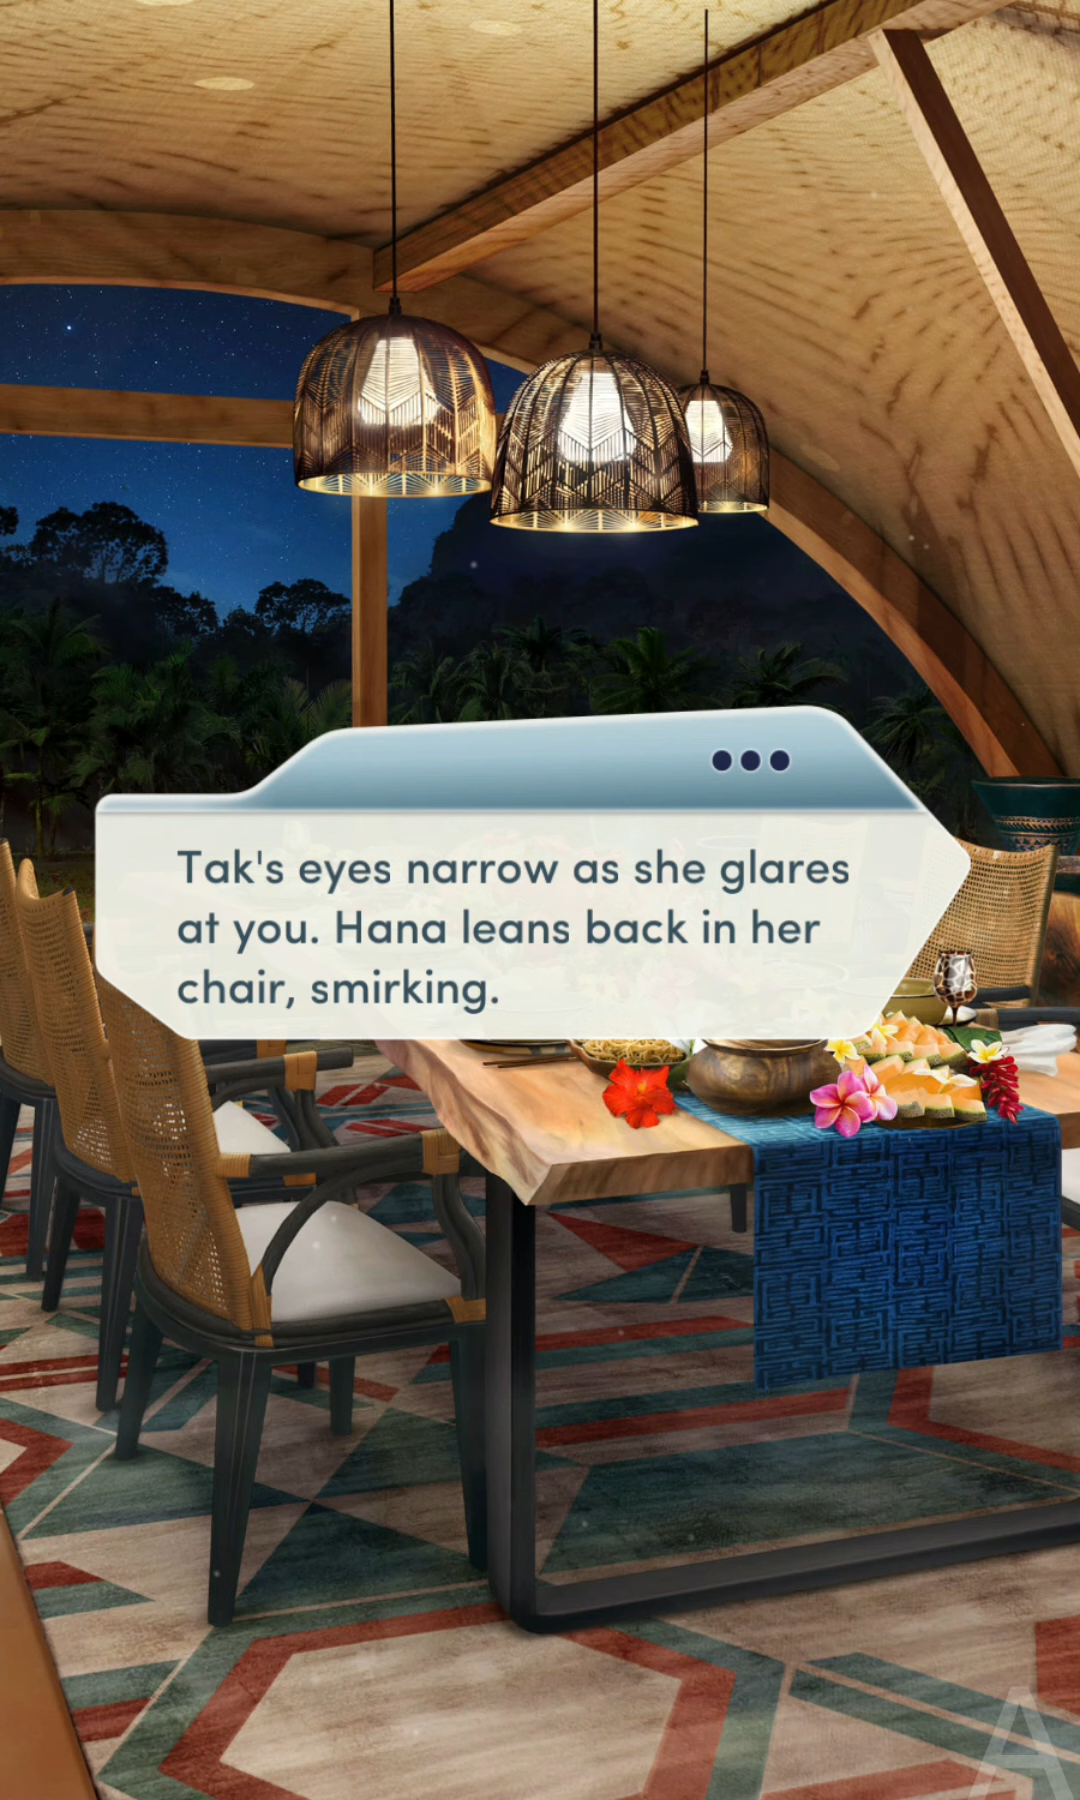 Tak's eyes narrow as she glares
at you. Hana leans back in her
chair, smirking.
A